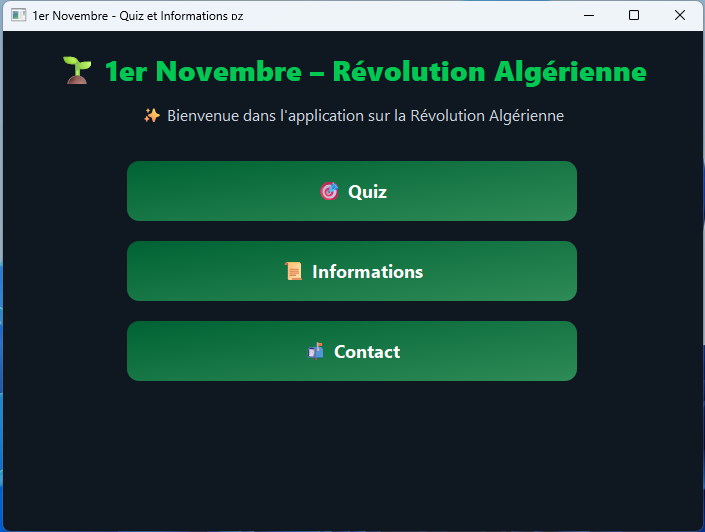 1er Novembre - Quiz et Informations DZ
🌱 1er Novembre – Révolution Algérienne
✨ Bienvenue dans l'application sur la Révolution Algérienne
🎯 Quiz
📜 Informations
📬 Contact